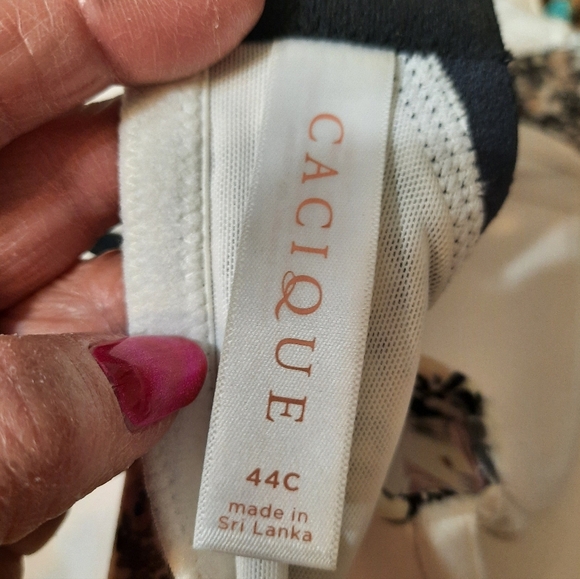 CACIQUE
44C
made in
Sri Lanka